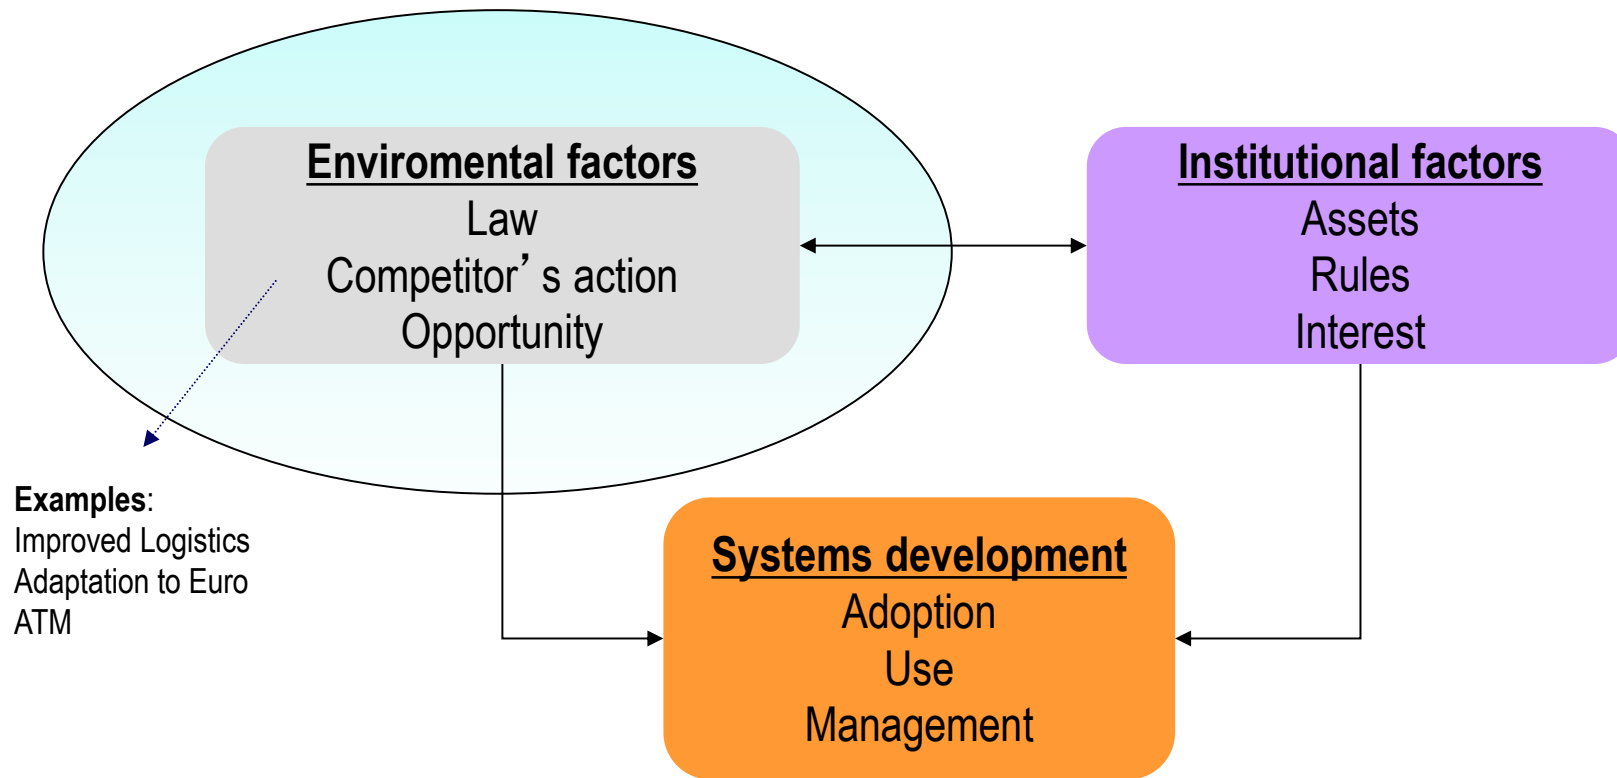 Enviromental factors
Law
Competitor’s action
Opportunity
Institutional factors
Assets
Rules
Interest
Examples:
Improved Logistics
Adaptation to Euro
ATM
Systems development
Adoption
Use
Management